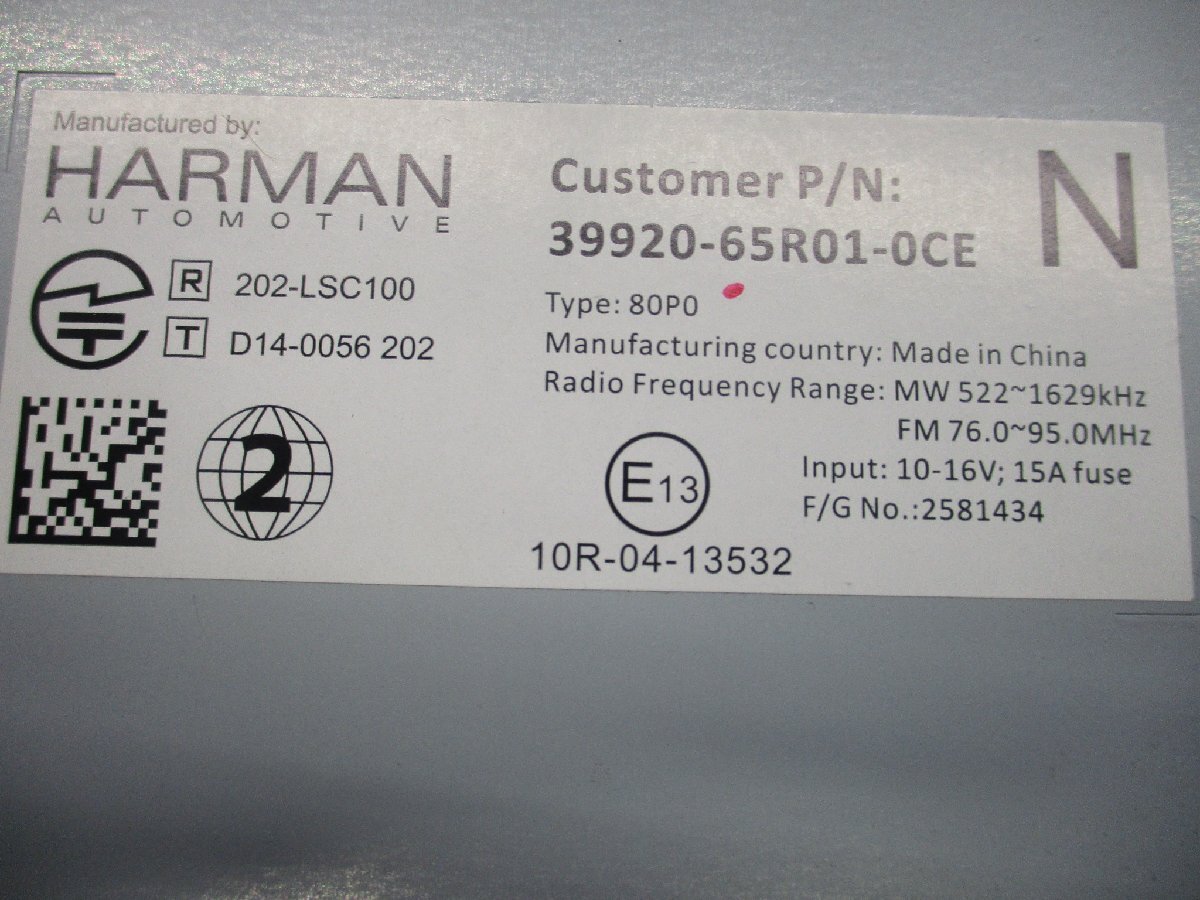 Manufactured by:
HARMAN
AUTOMOTIVE
R 202-LSC100
T D14-0056 202
2
Customer P/N:
39920-65R01-0CE
N
Type: 80P0
Manufacturing country: Made in China
Radio Frequency Range: MW 522~1629kHz
FM 76.0~95.0MHz
Input: 10-16V; 15A fuse
F/G No.:2581434
E13
10R-04-13532